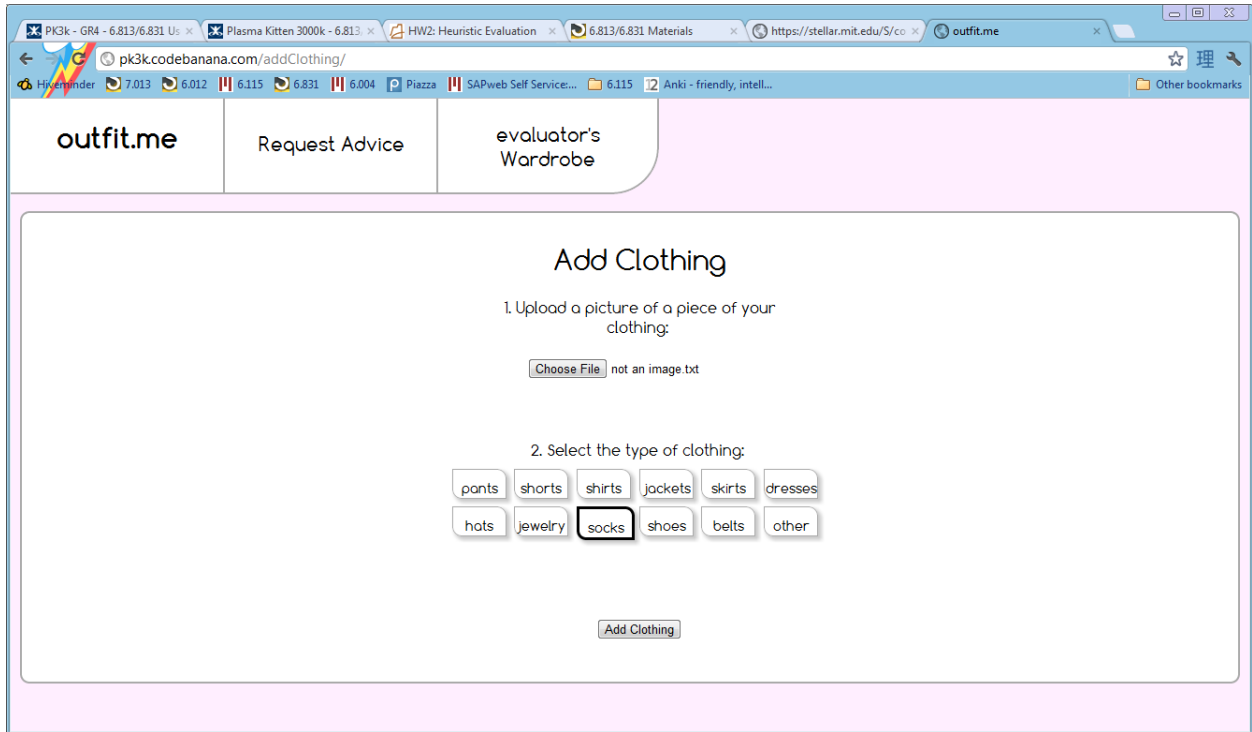 PK3k - GR4 - 6.813/6.831 Us
Plasma Kitten 3000k - 6.813.
HW2: Heuristic Evaluation
6.813/6.831 Materials
https://stellar.mit.edu/S/co
outfit.me
pk3k.codebanana.com/addClothing/
理
Hiveminder
7.013
6.012
6.115
6.831
6.004
Piazza
SAPweb Self Service:...
6.115
Anki - friendly, intell...
Other bookmarks
outfit.me
Request Advice
evaluator's
Wardrobe
Add Clothing
1. Upload a picture of a piece of your
clothing:
Choose File not an image.txt
2. Select the type of clothing:
pants shorts shirts jackets skirts dresses
hats jewelry socks shoes belts other
Add Clothing